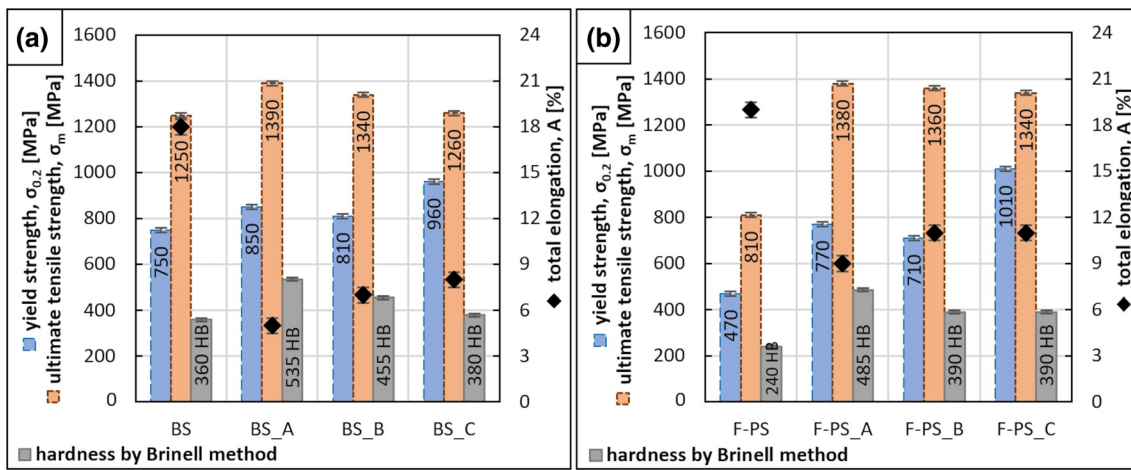 (a)
1600
1400
1200
1000
800
600
400
200
0
yield strength, σ0.2 [MPa]
ultimate tensile strength, σm [MPa]
750
1250
360 HB
850
1390
535 HB
810
1340
455 HB
960
1260
380 HB
24
21
18
15
12
9
6
3
0
total elongation, A [%]
BS BS_A BS_B BS_C
hardness by Brinell method
(b)
1600
1400
1200
1000
800
600
400
200
0
yield strength, σ0.2 [MPa]
ultimate tensile strength, σm [MPa]
470
810
240 HB
770
1380
485 HB
710
1360
390 HB
1010
1340
390 HB
24
21
18
15
12
9
6
3
0
total elongation, A [%]
F-PS F-PS_A F-PS_B F-PS_C
hardness by Brinell method